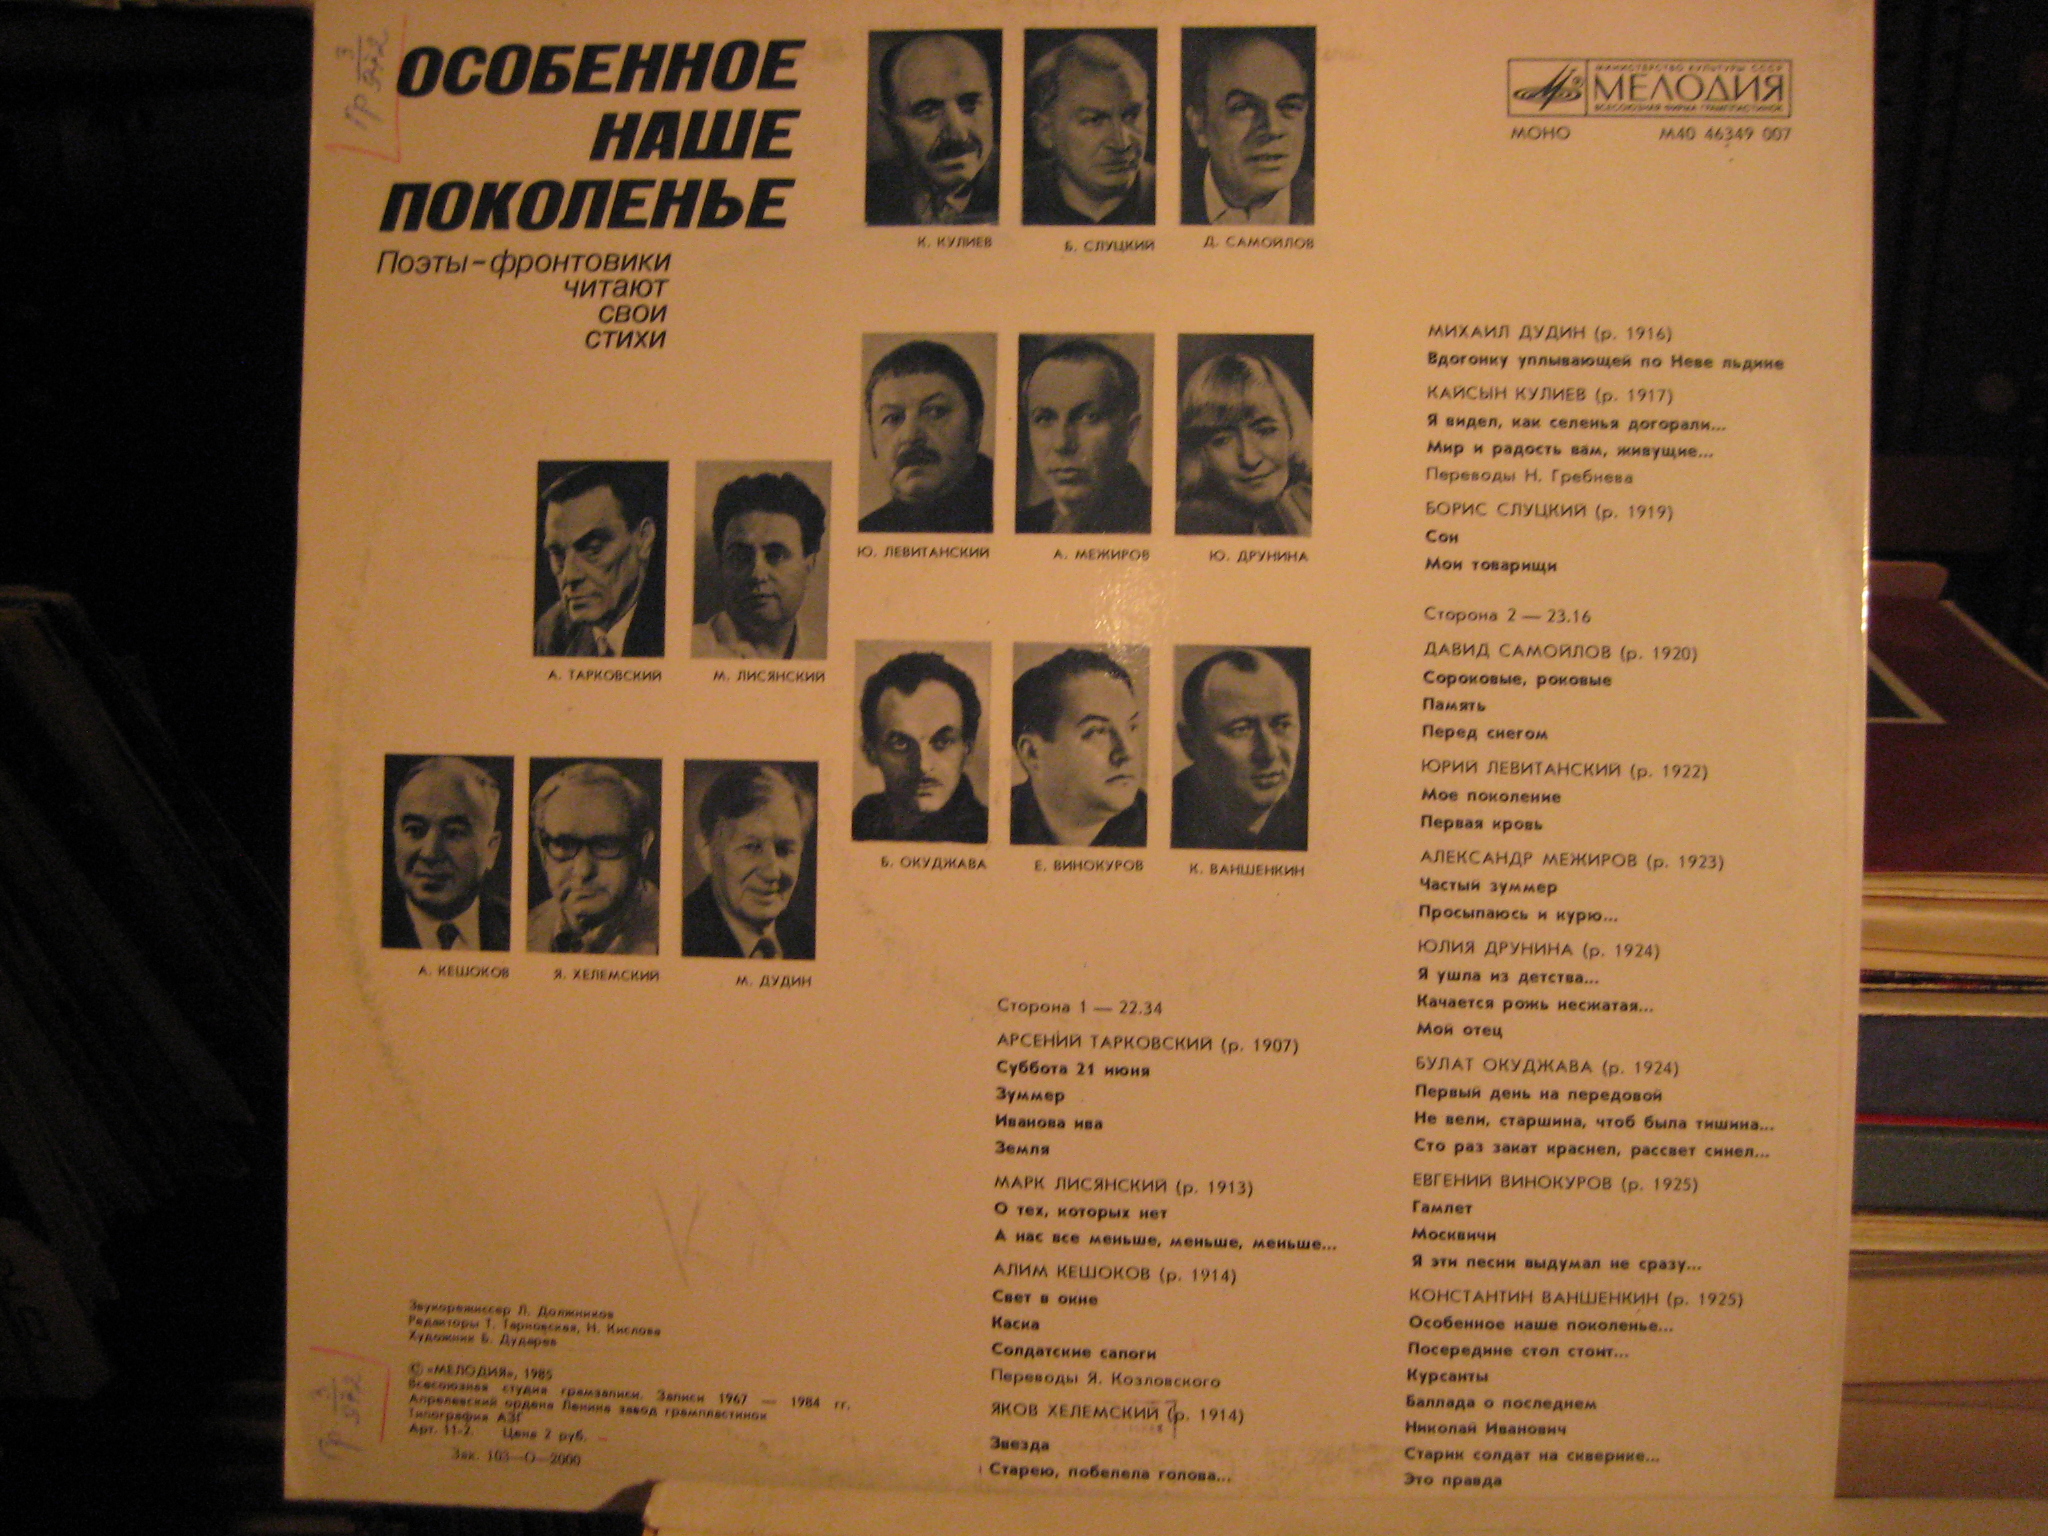 ОСОБЕННОЕ
НАШЕ
ПОКОЛЕНЬЕ
Поэты-фронтовики
читают
свои
стихи
МИНИСТЕРСТВО КУЛЬТУРЫ СССР
МЕЛОДИЯ
ВСЕСОЮЗНАЯ ФИРМА ГРАМПЛАСТИНОК
МОНО М40 46349 007
К. КУЛИЕВ Б. СЛУЦКИЙ Д. САМОЙЛОВ
Ю. ЛЕВИТАНСКИЙ А. МЕЖИРОВ Ю. ДРУНИНА
А. ТАРКОВСКИЙ М. ЛИСЯНСКИЙ
Б. ОКУДЖАВА Е. ВИНОКУРОВ К. ВАНШЕНКИН
А. КЕШОКОВ Я. ХЕЛЕМСКИЙ М. ДУДИН
Сторона 1 — 22.34
АРСЕНИЙ ТАРКОВСКИЙ (р. 1907)
Суббота 21 июня
Зуммер
Иванова ива
Земля
МАРК ЛИСЯНСКИЙ (р. 1913)
О тех, которых нет
А нас все меньше, меньше, меньше...
АЛИМ КЕШОКОВ (р. 1914)
Свет в окне
Каска
Солдатские сапоги
Переводы Я. Козловского
ЯКОВ ХЕЛЕМСКИЙ (р. 1914)
Звезда
Старею, побелела голова...
МИХАИЛ ДУДИН (р. 1916)
Вдогонку уплывающей по Неве льдине
КАЙСЫН КУЛИЕВ (р. 1917)
Я видел, как селенья догорали...
Мир и радость вам, живущие...
Переводы Н. Гребнева
БОРИС СЛУЦКИЙ (р. 1919)
Сон
Мои товарищи
Сторона 2 — 23.16
ДАВИД САМОЙЛОВ (р. 1920)
Сороковые, роковые
Память
Перед снегом
ЮРИЙ ЛЕВИТАНСКИЙ (р. 1922)
Мое поколение
Первая кровь
АЛЕКСАНДР МЕЖИРОВ (р. 1923)
Частый зуммер
Просыпаюсь и курю...
ЮЛИЯ ДРУНИНА (р. 1924)
Я ушла из детства...
Качается рожь несжатая...
Мой отец
БУЛАТ ОКУДЖАВА (р. 1924)
Первый день на передовой
Не вели, старшина, чтоб была тишина...
Сто раз закат краснел, рассвет синел...
ЕВГЕНИЙ ВИНОКУРОВ (р. 1925)
Гамлет
Москвичи
Я эти песни выдумал не сразу...
КОНСТАНТИН ВАНШЕНКИН (р. 1925)
Особенное наше поколенье...
Посередине стол стоит...
Курсанты
Баллада о последнем
Николай Иванович
Старик солдат на скверике...
Это правда
Звукорежиссер Л. Должников
Редакторы Т. Тарновская, Н. Кислова
Художник Б. Дударев
© «МЕЛОДИЯ», 1985
Всесоюзная студия грамзаписи. Записи 1967 — 1984 гг.
Апрелевский ордена Ленина завод грампластинок
Типография АЗГ
Арт. 11-2. Цена 2 руб.
Зак. 103—О—2000